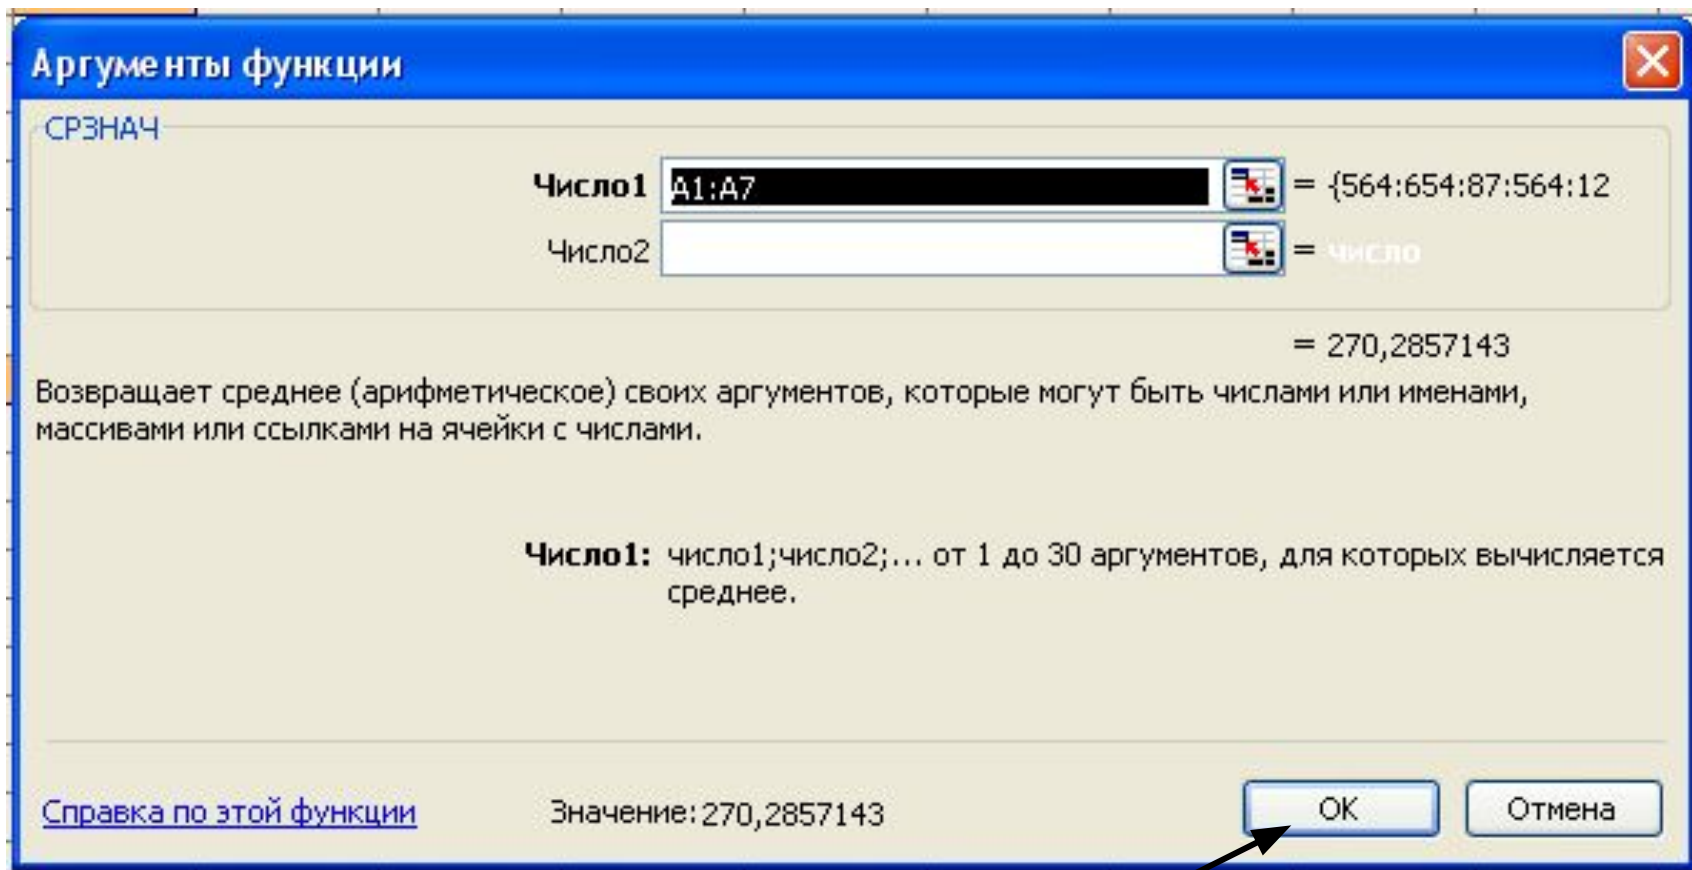 Аргументы функции
СРЗНАЧ
Число1 A1:A7 = {564:654:87:564:12
Число2 = число
= 270,2857143
Возвращает среднее (арифметическое) своих аргументов, которые могут быть числами или именами,
массивами или ссылками на ячейки с числами.
Число1: число1;число2;... от 1 до 30 аргументов, для которых вычисляется
среднее.
Справка по этой функции Значение:270,2857143 ОК Отмена